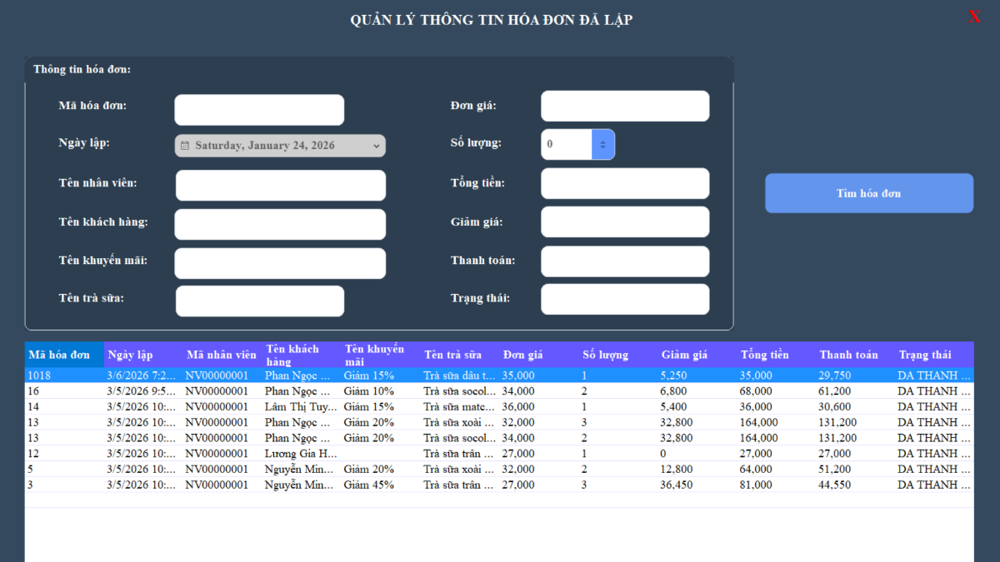 QUẢN LÝ THÔNG TIN HÓA ĐƠN ĐÃ LẬP
X
Thông tin hóa đơn:
Mã hóa đơn:
Đơn giá:
Ngày lập:
Saturday, January 24, 2026
Số lượng:
0
Tên nhân viên:
Tổng tiền:
Tìm hóa đơn
Tên khách hàng:
Giảm giá:
Tên khuyến mãi:
Thanh toán:
Tên trà sữa:
Trạng thái:
Mã hóa đơn Ngày lập Mã nhân viên Tên khách hàng Tên khuyến mãi Tên trà sữa Đơn giá Số lượng Giảm giá Tổng tiền Thanh toán Trạng thái
1018 3/6/2026 7:2... NV00000001 Phan Ngọc ... Giảm 15% Trà sữa dâu t... 35,000 1 5,250 35,000 29,750 DA THANH ...
16 3/5/2026 9:5... NV00000001 Phan Ngọc ... Giảm 10% Trà sữa socol... 34,000 2 6,800 68,000 61,200 DA THANH ...
14 3/5/2026 10:... NV00000001 Lâm Thị Tuy... Giảm 15% Trà sữa matc... 36,000 1 5,400 36,000 30,600 DA THANH ...
13 3/5/2026 10:... NV00000001 Phan Ngọc ... Giảm 20% Trà sữa xoài ... 32,000 3 32,800 164,000 131,200 DA THANH ...
13 3/5/2026 10:... NV00000001 Phan Ngọc ... Giảm 20% Trà sữa socol... 34,000 2 32,800 164,000 131,200 DA THANH ...
12 3/5/2026 10:... NV00000001 Lương Gia H... Trà sữa trân ... 27,000 1 0 27,000 27,000 DA THANH ...
5 3/5/2026 10:... NV00000001 Nguyễn Min... Giảm 20% Trà sữa xoài ... 32,000 2 12,800 64,000 51,200 DA THANH ...
3 3/5/2026 10:... NV00000001 Nguyễn Min... Giảm 45% Trà sữa trân ... 27,000 3 36,450 81,000 44,550 DA THANH ...